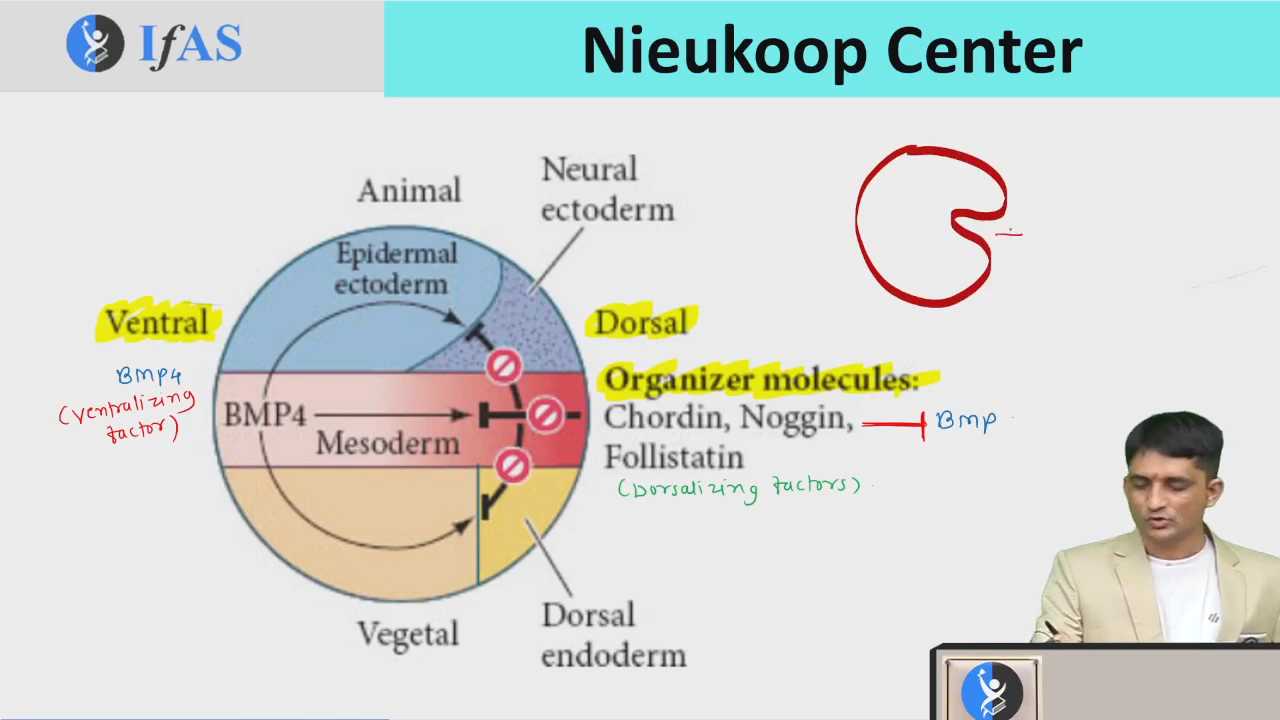 IfAS
Nieukoop Center
Neural
ectoderm
Animal
Epidermal
ectoderm
Ventral
Dorsal
BMP4
(Ventralizing
factor)
Organizer molecules:
BMP4
Chordin, Noggin,
BMP
Mesoderm
Follistatin
(Dorsalizing factors)
Vegetal
Dorsal
endoderm